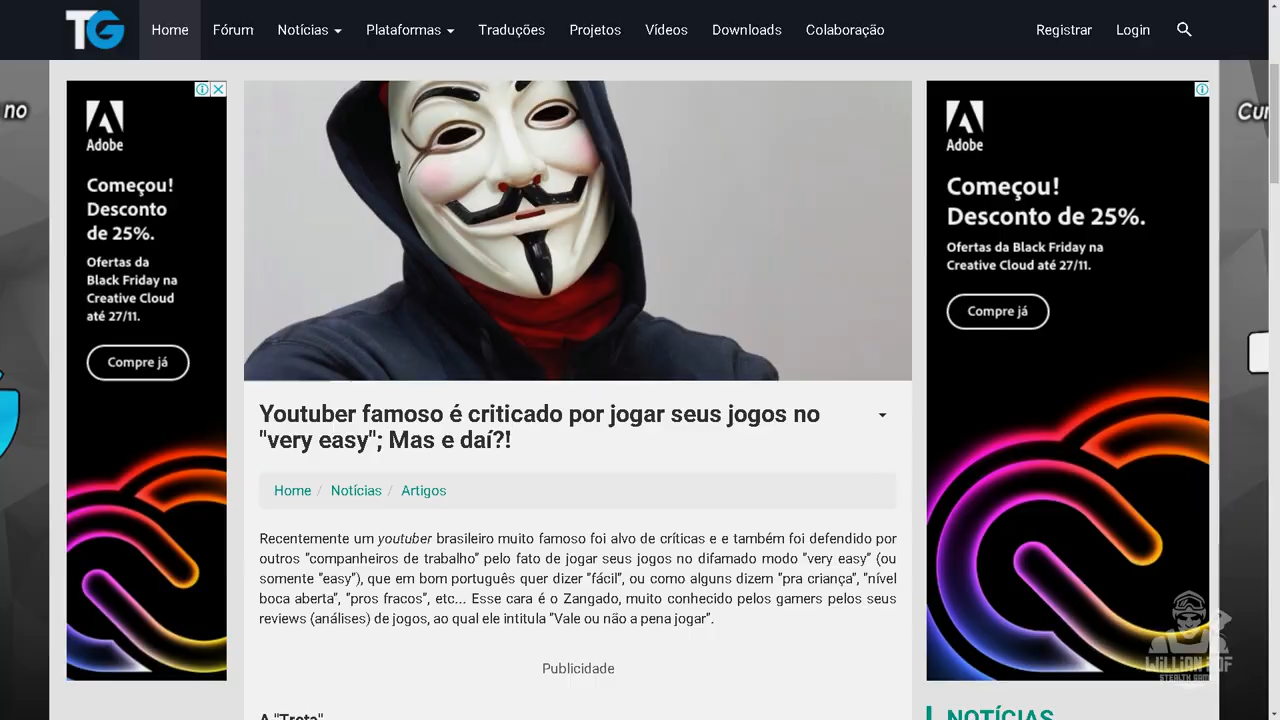 TG Home Fórum Notícias Plataformas Traduções Projetos Vídeos Downloads Colaboração Registrar Login
no
Adobe
Começou!
Desconto
de 25%.
Ofertas da
Black Friday na
Creative Cloud
até 27/11.
Compre já
Youtuber famoso é criticado por jogar seus jogos no
"very easy"; Mas e daí?!
Home / Notícias / Artigos
Recentemente um youtuber brasileiro muito famoso foi alvo de críticas e e também foi defendido por
outros "companheiros de trabalho" pelo fato de jogar seus jogos no difamado modo "very easy" (ou
somente "easy"), que em bom português quer dizer "fácil", ou como alguns dizem "pra criança", "nível
boca aberta", "pros fracos", etc... Esse cara é o Zangado, muito conhecido pelos gamers pelos seus
reviews (análises) de jogos, ao qual ele intitula "Vale ou não a pena jogar".
Publicidade
A "Treta"
Adobe
Começou!
Desconto de 25%.
Ofertas da Black Friday na
Creative Cloud até 27/11.
Compre já
NOTÍCIAS